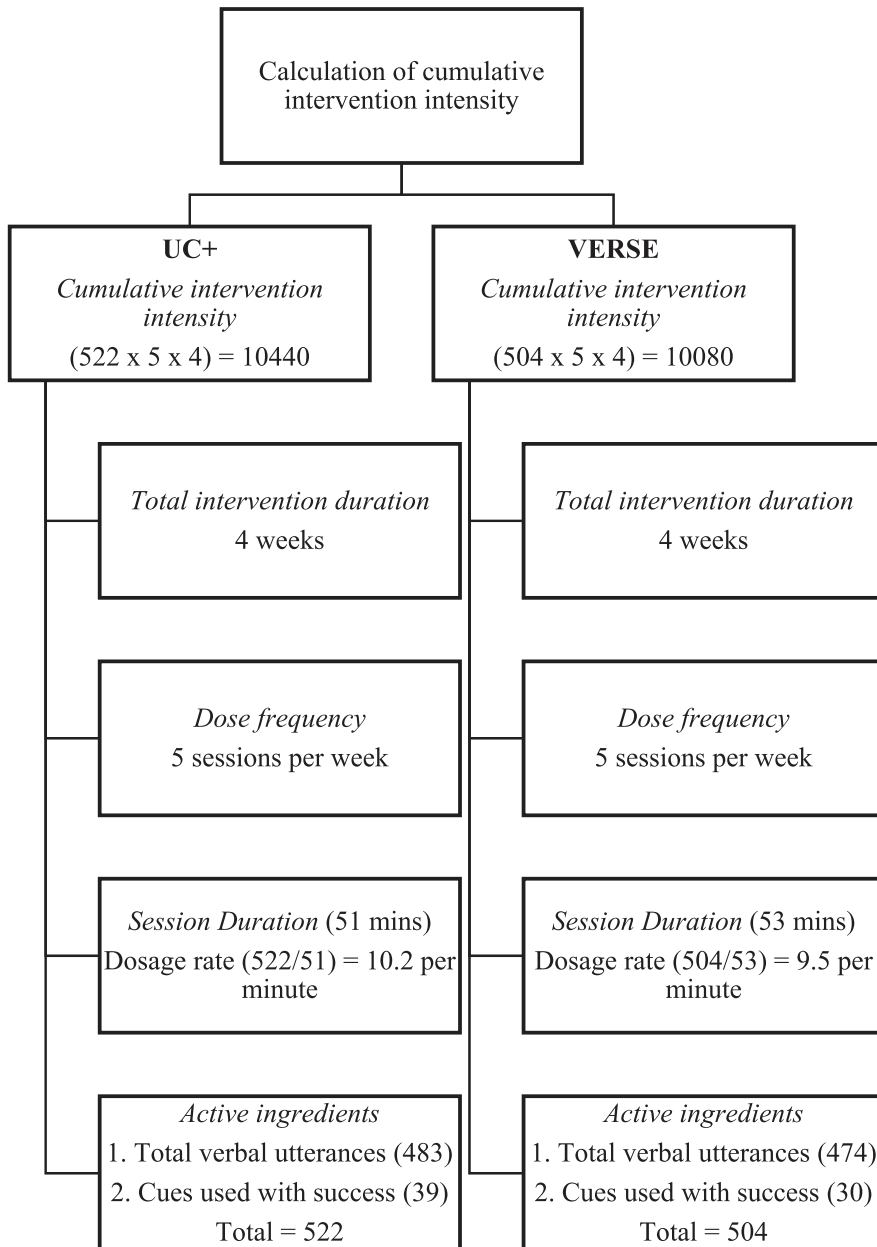 Calculation of cumulative
intervention intensity
UC+
Cumulative intervention
intensity
(522 x 5 x 4) = 10440
Total intervention duration
4 weeks
Dose frequency
5 sessions per week
Session Duration (51 mins)
Dosage rate (522/51) = 10.2 per
minute
Active ingredients
1. Total verbal utterances (483)
2. Cues used with success (39)
Total = 522
VERSE
Cumulative intervention
intensity
(504 x 5 x 4) = 10080
Total intervention duration
4 weeks
Dose frequency
5 sessions per week
Session Duration (53 mins)
Dosage rate (504/53) = 9.5 per
minute
Active ingredients
1. Total verbal utterances (474)
2. Cues used with success (30)
Total = 504